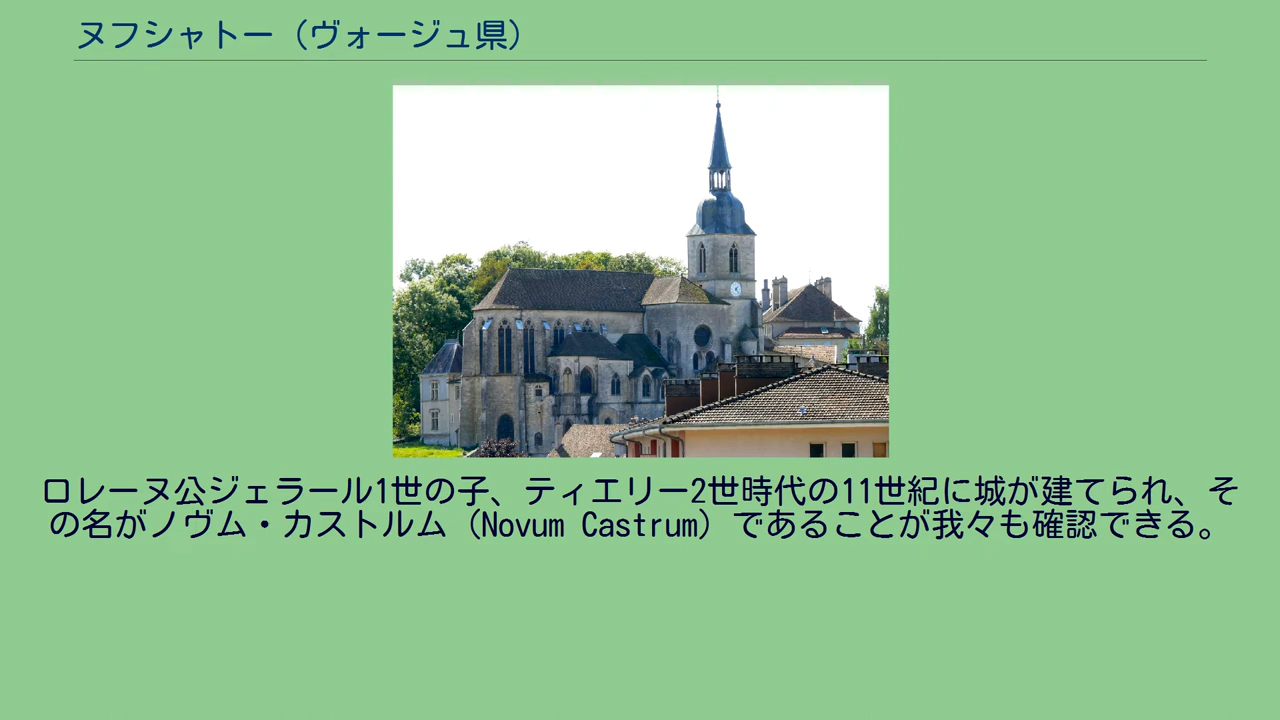 ヌフシャトー（ヴォージュ県）
ロレーヌ公ジェラール1世の子、ティエリー2世時代の11世紀に城が建てられ、そ
の名がノヴム・カストルム（Novum Castrum）であることが我々も確認できる。